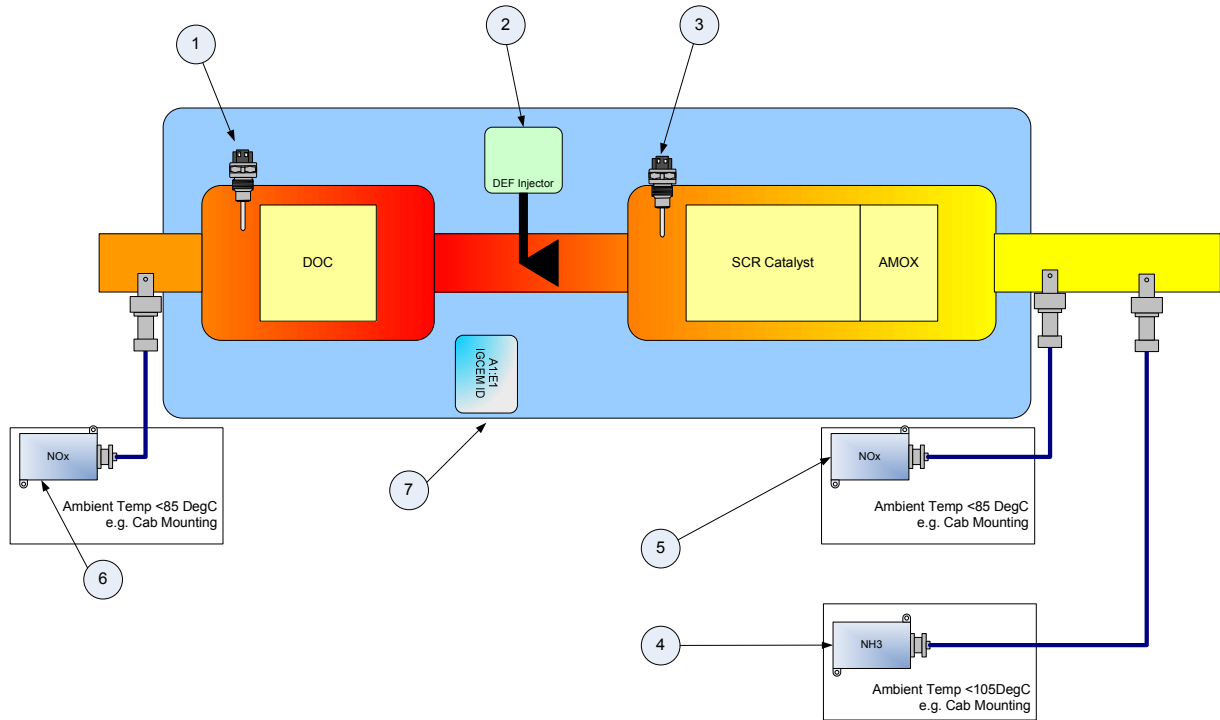 1
2
3
DEF Injector
DOC
SCR Catalyst
AMOX
A1:E1
IGCEM ID
NOx
Ambient Temp <85 DegC
e.g. Cab Mounting
7
NOx
Ambient Temp <85 DegC
e.g. Cab Mounting
6
5
NH3
4
Ambient Temp <105DegC
e.g. Cab Mounting